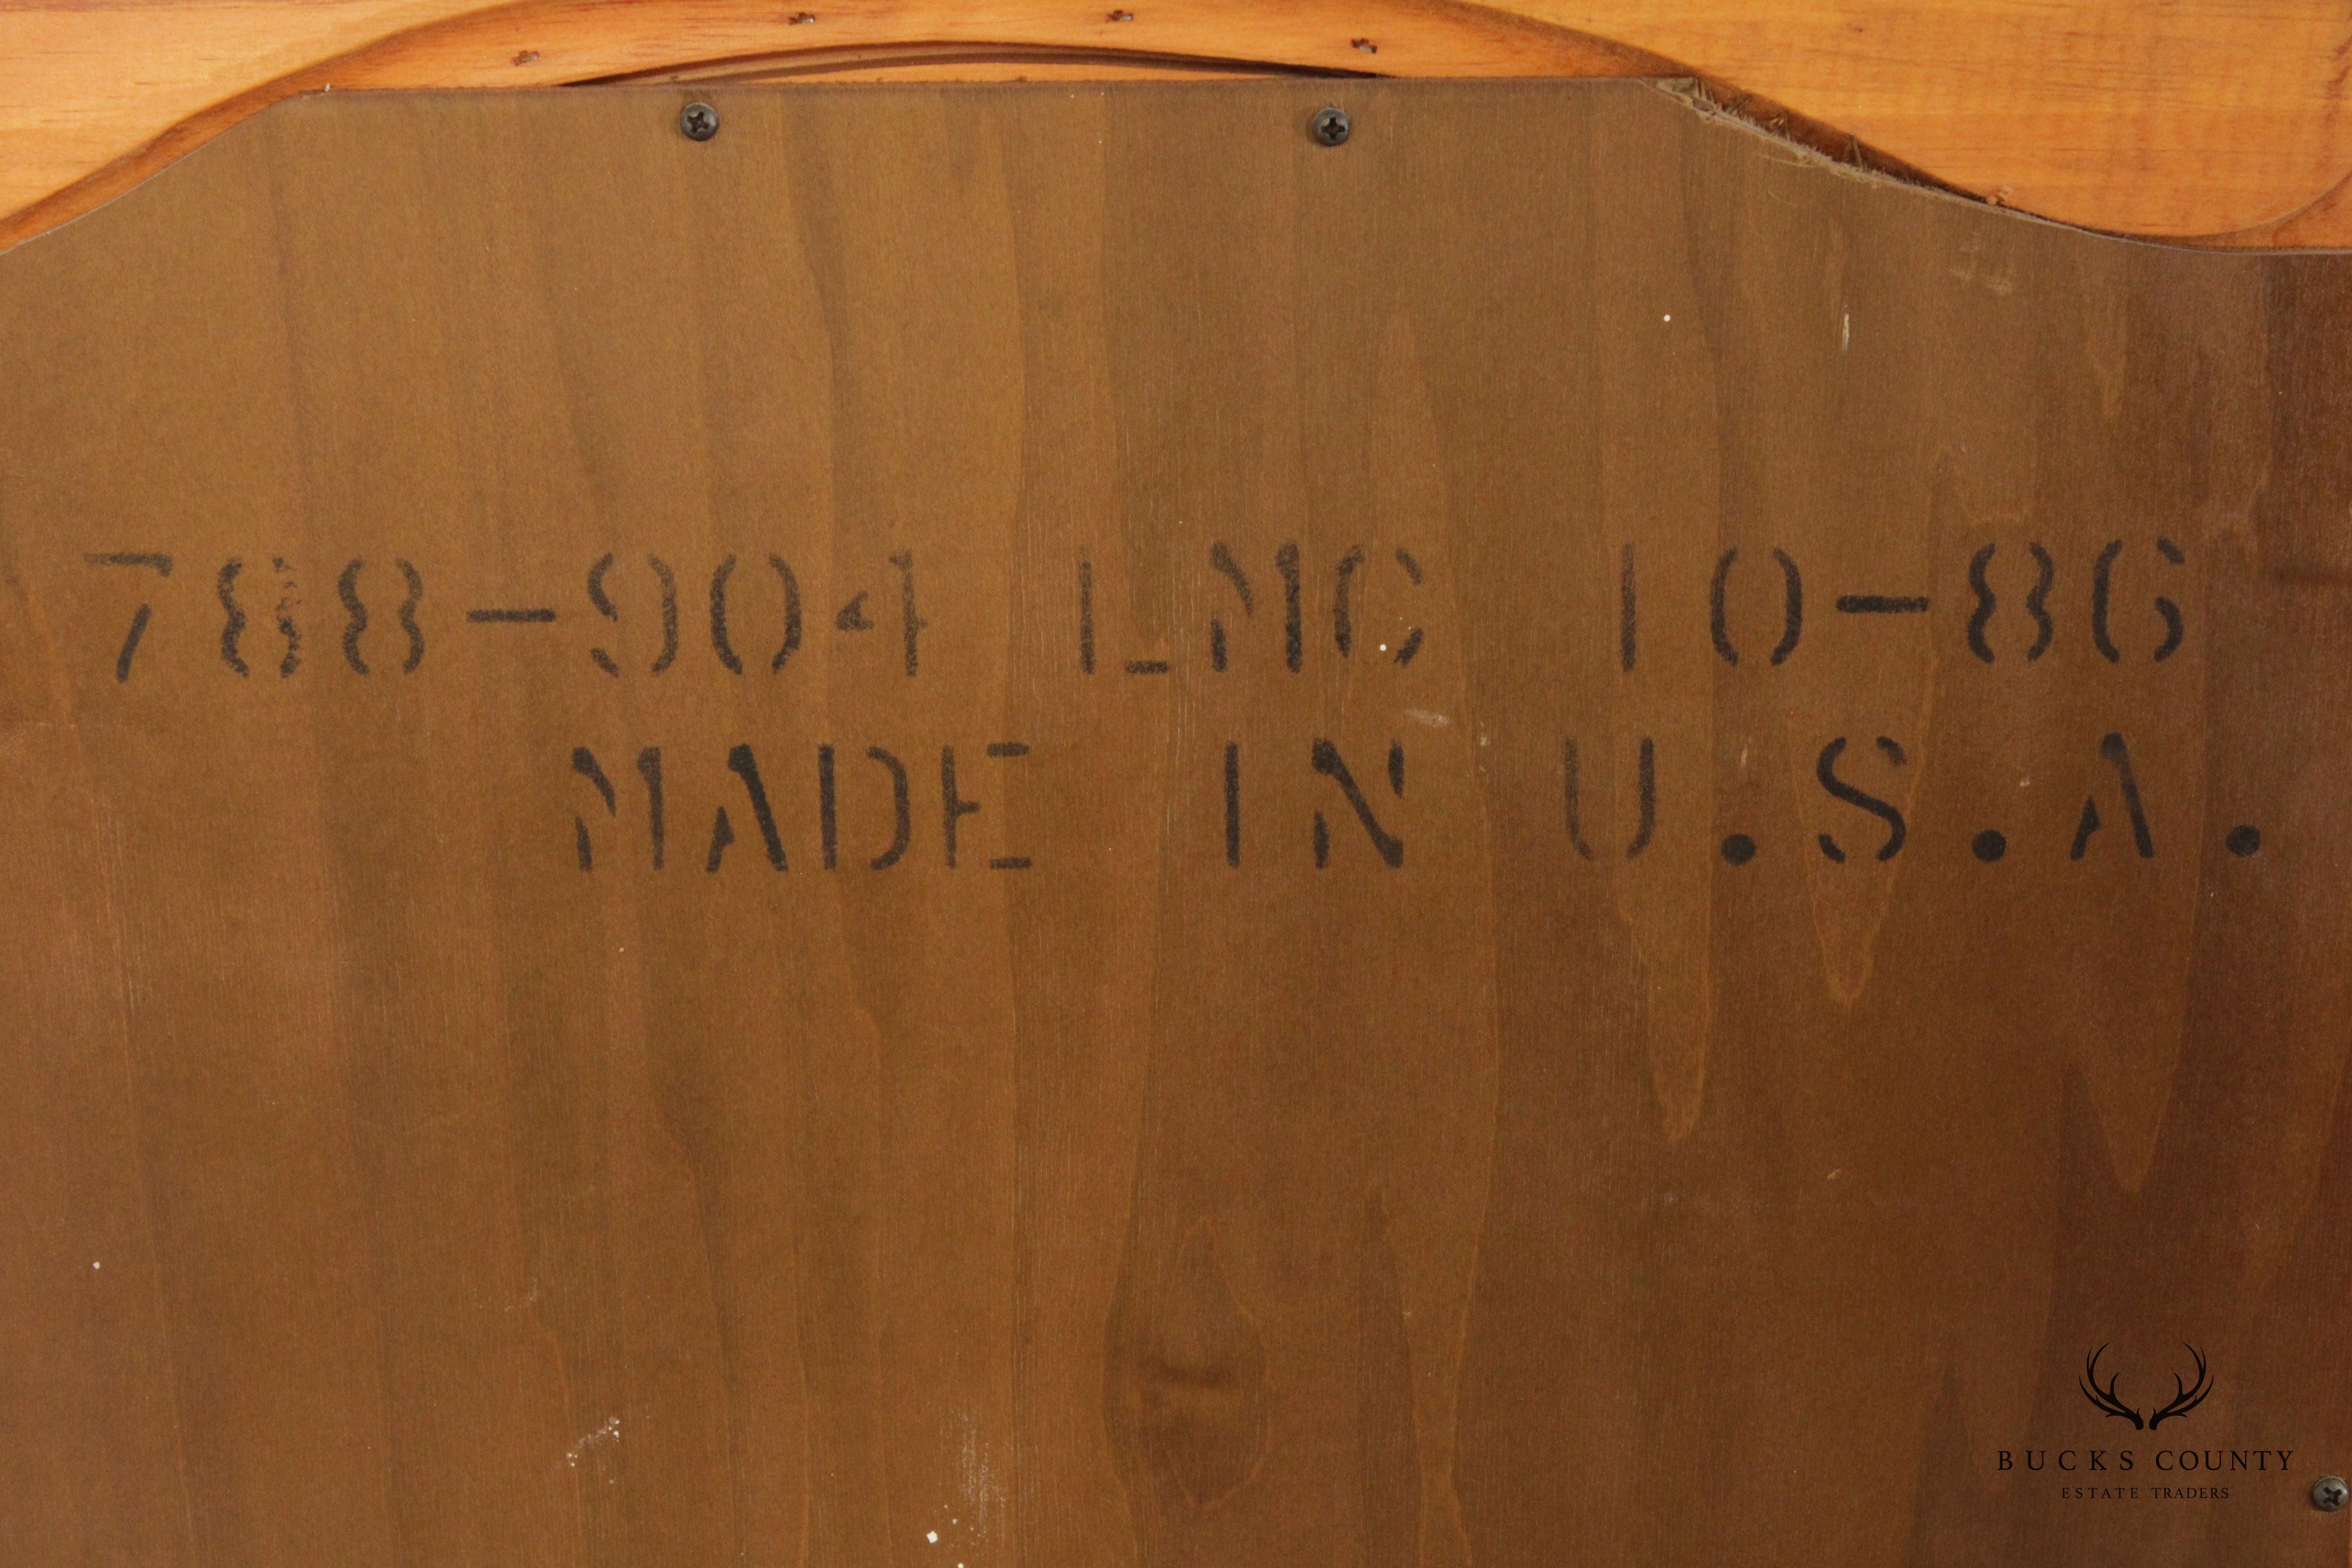 788-904 LMC 10-86
MADE IN U.S.A.
BUCKS COUNTY
ESTATE TRADERS